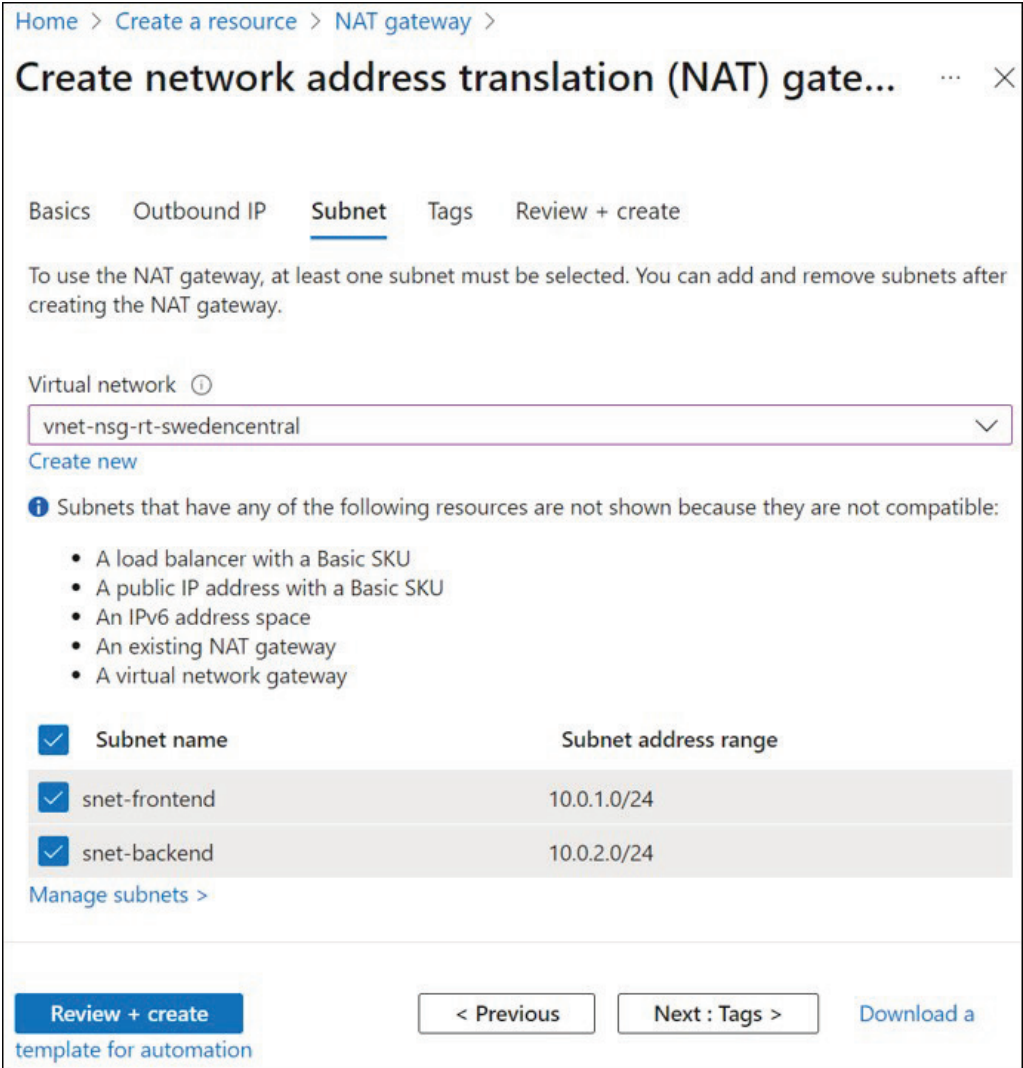 Home > Create a resource > NAT gateway >
Create network address translation (NAT) gate... ... ×
Basics Outbound IP Subnet Tags Review + create
To use the NAT gateway, at least one subnet must be selected. You can add and remove subnets after
creating the NAT gateway.
Virtual network
vnet-nsg-rt-swedencentral
Create new
Subnets that have any of the following resources are not shown because they are not compatible:
• A load balancer with a Basic SKU
• A public IP address with a Basic SKU
• An IPv6 address space
• An existing NAT gateway
• A virtual network gateway
Subnet name Subnet address range
snet-frontend 10.0.1.0/24
snet-backend 10.0.2.0/24
Manage subnets >
Review + create < Previous Next : Tags > Download a
template for automation